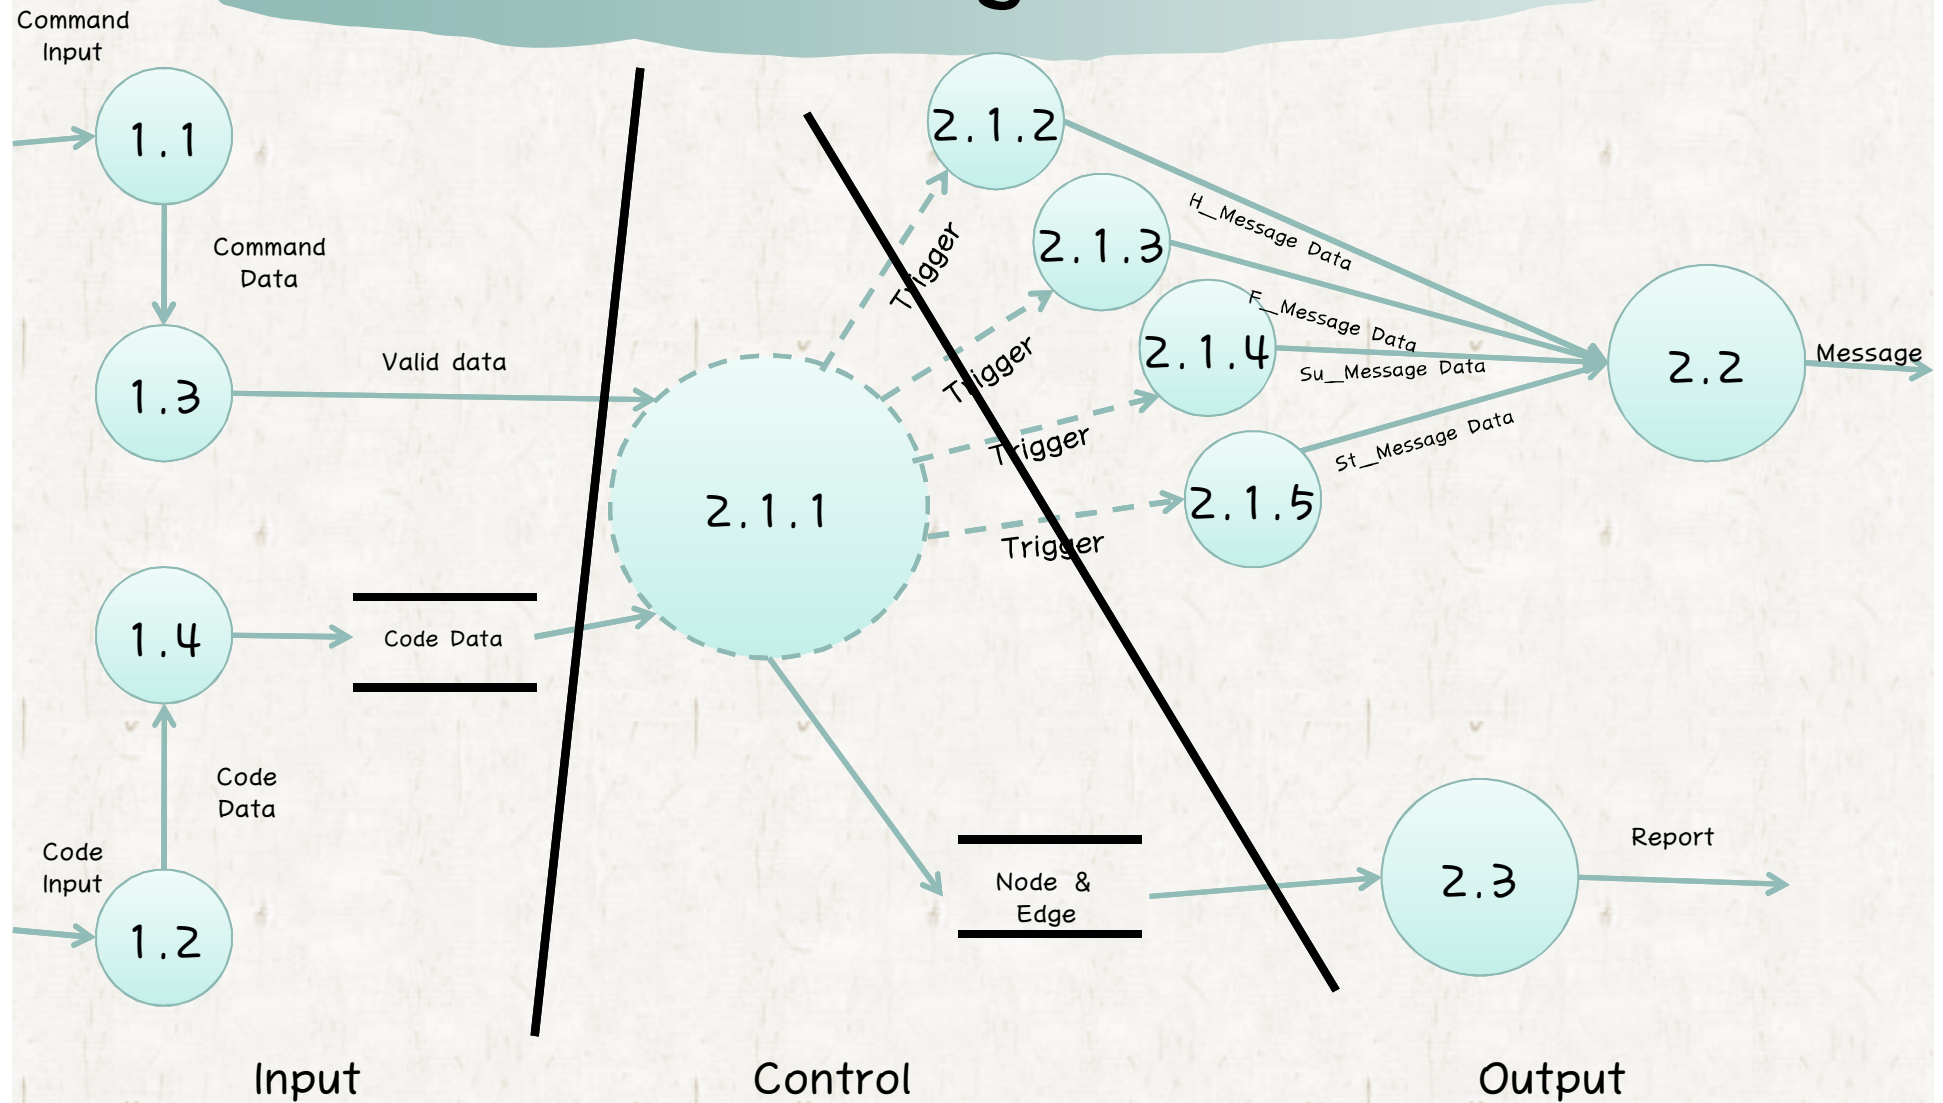 Command
Input
1.1
Command
Data
1.3
Valid data
1.4
Code Data
Code
Data
Code
Input
1.2
2.1.1
Trigger
Trigger
Trigger
Trigger
2.1.2
2.1.3
2.1.4
2.1.5
H_Message Data
F_Message Data
Su_Message Data
St_Message Data
2.2
Message
Node &
Edge
2.3
Report
Input
Control
Output